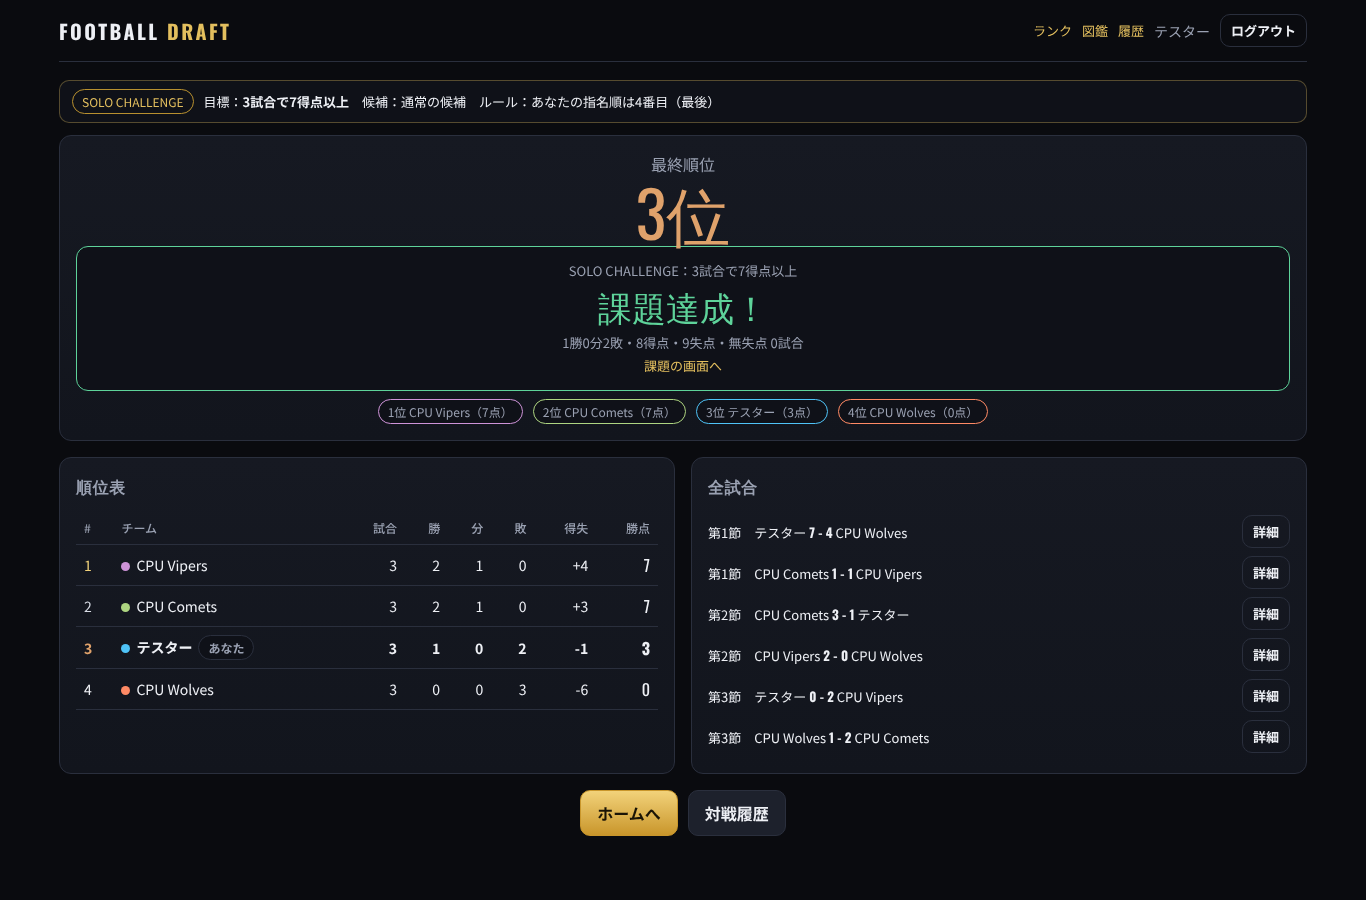 FOOTBALL DRAFT
ランク 図鑑 履歴 テスター ログアウト
SOLO CHALLENGE 目標：3試合で7得点以上 候補：通常の候補 ルール：あなたの指名順は4番目（最後）
最終順位
3位
SOLO CHALLENGE：3試合で7得点以上
課題達成！
1勝0分2敗・8得点・9失点・無失点 0試合
課題の画面へ
1位 CPU Vipers（7点） 2位 CPU Comets（7点） 3位 テスター（3点） 4位 CPU Wolves（0点）
順位表
# チーム 試合 勝 分 敗 得失 勝点
1 CPU Vipers 3 2 1 0 +4 7
2 CPU Comets 3 2 1 0 +3 7
3 テスター あなた 3 1 0 2 -1 3
4 CPU Wolves 3 0 0 3 -6 0
全試合
第1節 テスター 7 - 4 CPU Wolves 詳細
第1節 CPU Comets 1 - 1 CPU Vipers 詳細
第2節 CPU Comets 3 - 1 テスター 詳細
第2節 CPU Vipers 2 - 0 CPU Wolves 詳細
第3節 テスター 0 - 2 CPU Vipers 詳細
第3節 CPU Wolves 1 - 2 CPU Comets 詳細
ホームへ 対戦履歴